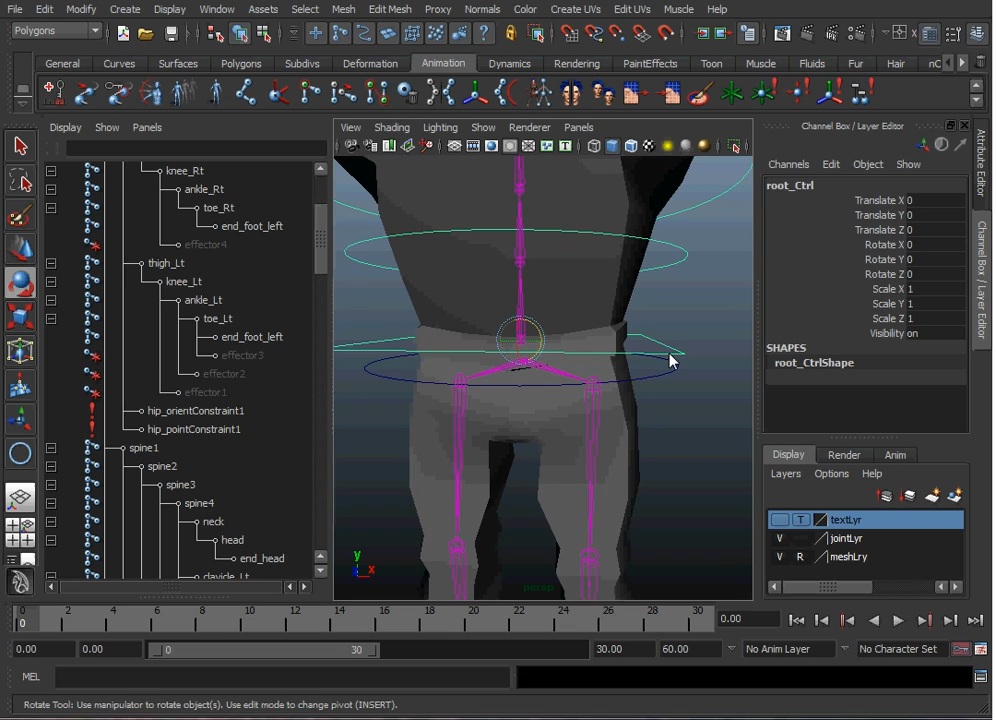 File Edit Modify Create Display Window Assets Select Mesh Edit Mesh Proxy Normals Color Create UVs Edit UVs Muscle Help
Polygons
General Curves Surfaces Polygons Subdivs Deformation Animation Dynamics Rendering PaintEffects Toon Muscle Fluids Fur Hair nC
Display Show Panels
View Shading Lighting Show Renderer Panels
Channel Box / Layer Editor
Channels Edit Object Show
root_Ctrl
Translate X 0
Translate Y 0
Translate Z 0
Rotate X 0
Rotate Y 0
Rotate Z 0
Scale X 1
Scale Y 1
Scale Z 1
Visibility on
SHAPES
root_CtrlShape
Attribute Editor
Channel Box / Layer Editor
knee_Rt
ankle_Rt
toe_Rt
end_foot_left
effector4
thigh_Lt
knee_Lt
ankle_Lt
toe_Lt
end_foot_left
effector3
effector2
effector1
hip_orientConstraint1
hip_pointConstraint1
spine1
spine2
spine3
spine4
neck
head
end_head
y
x
persp
Display Render Anim
Layers Options Help
T textLyr
V jointLyr
V R meshLry
0 2 4 6 8 10 12 14 16 18 20 22 24 26 28 30
0
0.00
0.00 0.00 0 30 30.00 60.00 No Anim Layer No Character Set
MEL
Rotate Tool: Use manipulator to rotate object(s). Use edit mode to change pivot (INSERT).